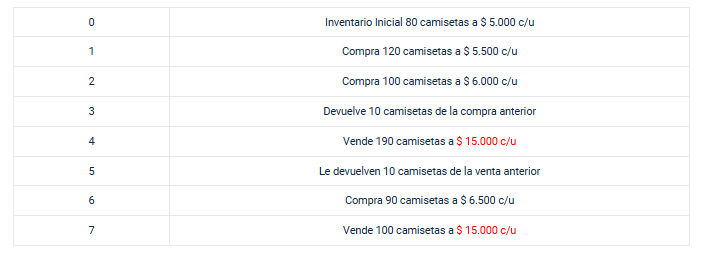 0 Inventario Inicial 80 camisetas a $ 5.000 c/u
1 Compra 120 camisetas a $ 5.500 c/u
2 Compra 100 camisetas a $ 6.000 c/u
3 Devuelve 10 camisetas de la compra anterior
4 Vende 190 camisetas a $ 15.000 c/u
5 Le devuelven 10 camisetas de la venta anterior
6 Compra 90 camisetas a $ 6.500 c/u
7 Vende 100 camisetas a $ 15.000 c/u